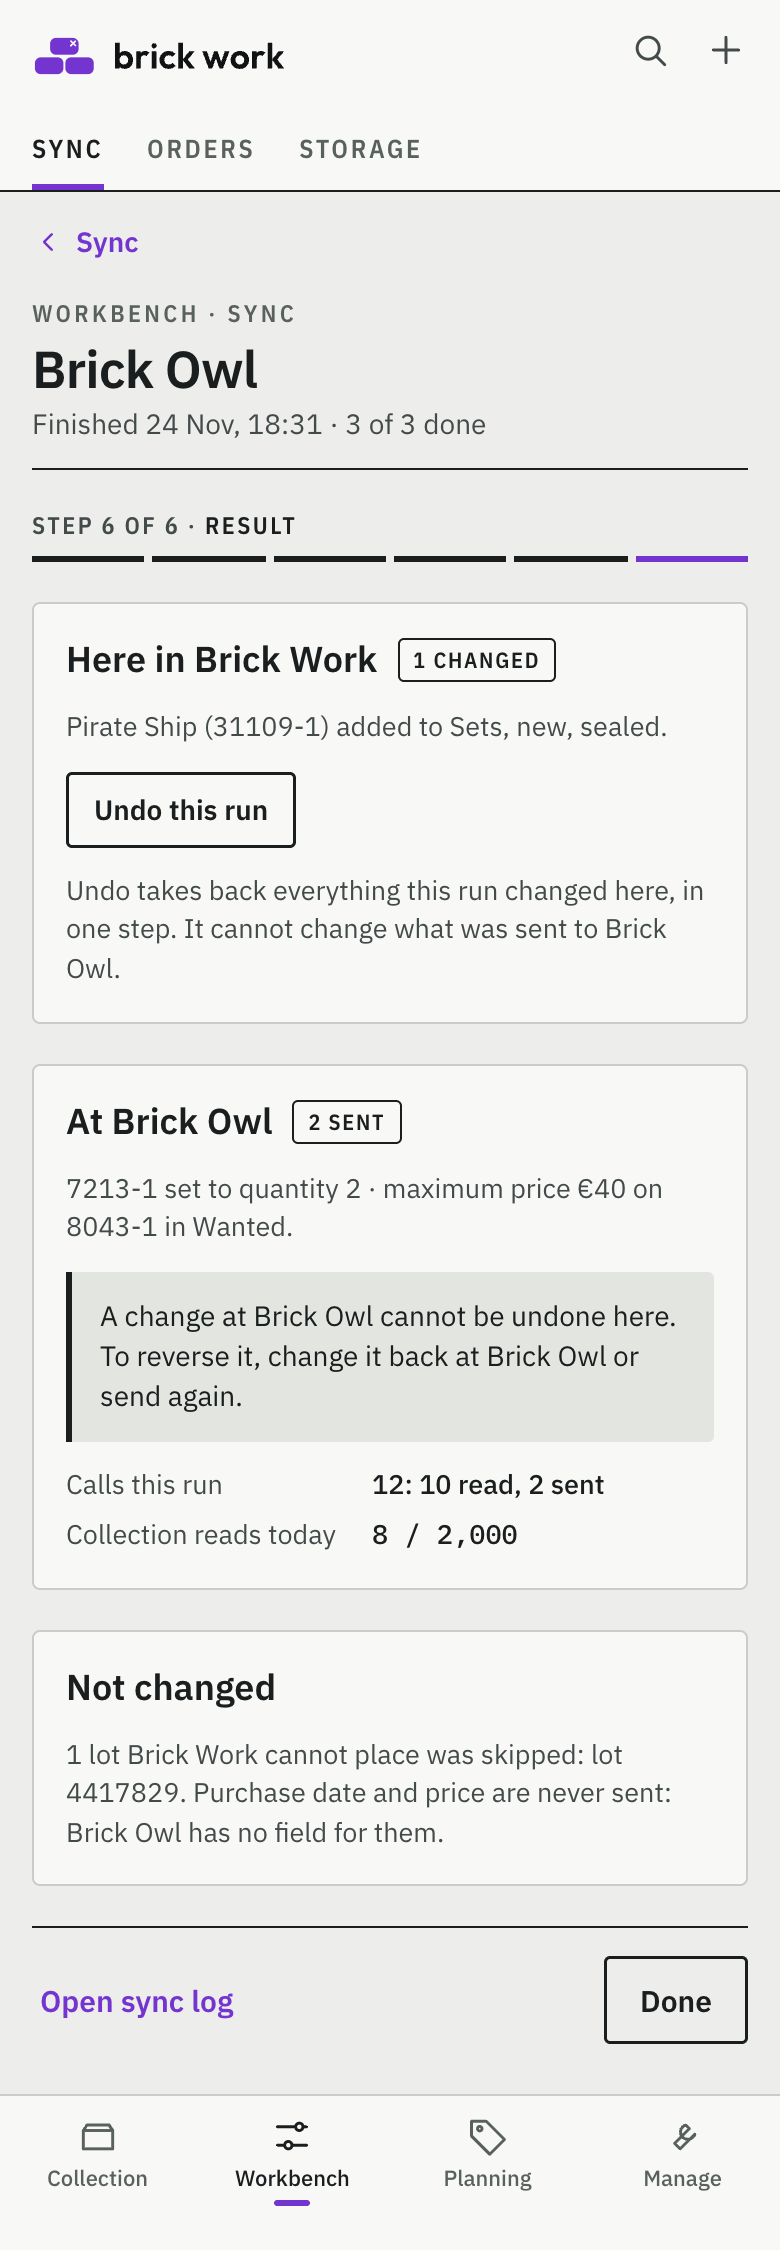 brick work
SYNC ORDERS STORAGE
Sync
WORKBENCH · SYNC
Brick Owl
Finished 24 Nov, 18:31 · 3 of 3 done
STEP 6 OF 6 · RESULT
Here in Brick Work 1 CHANGED
Pirate Ship (31109-1) added to Sets, new, sealed.
Undo this run
Undo takes back everything this run changed here, in
one step. It cannot change what was sent to Brick
Owl.
At Brick Owl 2 SENT
7213-1 set to quantity 2 · maximum price €40 on
8043-1 in Wanted.
A change at Brick Owl cannot be undone here.
To reverse it, change it back at Brick Owl or
send again.
Calls this run 12: 10 read, 2 sent
Collection reads today 8 / 2,000
Not changed
1 lot Brick Work cannot place was skipped: lot
4417829. Purchase date and price are never sent:
Brick Owl has no field for them.
Open sync log Done
Collection Workbench Planning Manage